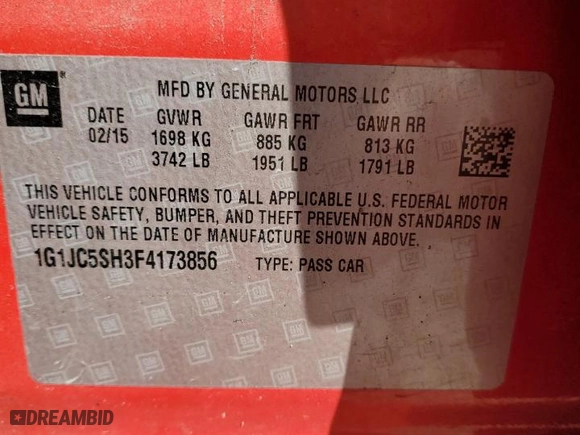 GM
MFD BY GENERAL MOTORS LLC
DATE GVWR GAWR FRT GAWR RR
02/15 1698 KG 885 KG 813 KG
3742 LB 1951 LB 1791 LB
THIS VEHICLE CONFORMS TO ALL APPLICABLE U.S. FEDERAL MOTOR
VEHICLE SAFETY, BUMPER, AND THEFT PREVENTION STANDARDS IN
EFFECT ON THE DATE OF MANUFACTURE SHOWN ABOVE.
1G1JC5SH3F4173856 TYPE: PASS CAR
DREAMBID